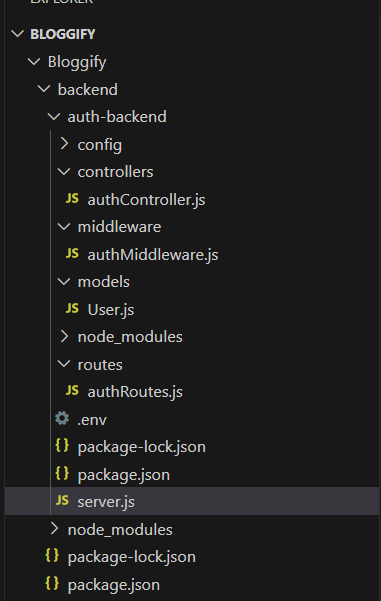 EXPLORER
BLOGGIFY
Bloggify
backend
auth-backend
config
controllers
JS authController.js
middleware
JS authMiddleware.js
models
JS User.js
node_modules
routes
JS authRoutes.js
.env
{} package-lock.json
{} package.json
JS server.js
node_modules
{} package-lock.json
{} package.json